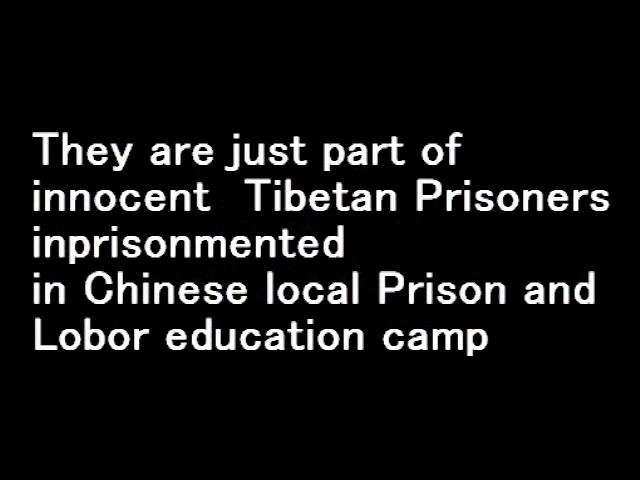 They are just part of
innocent  Tibetan Prisoners
inprisonmented
in Chinese local Prison and
Lobor education camp